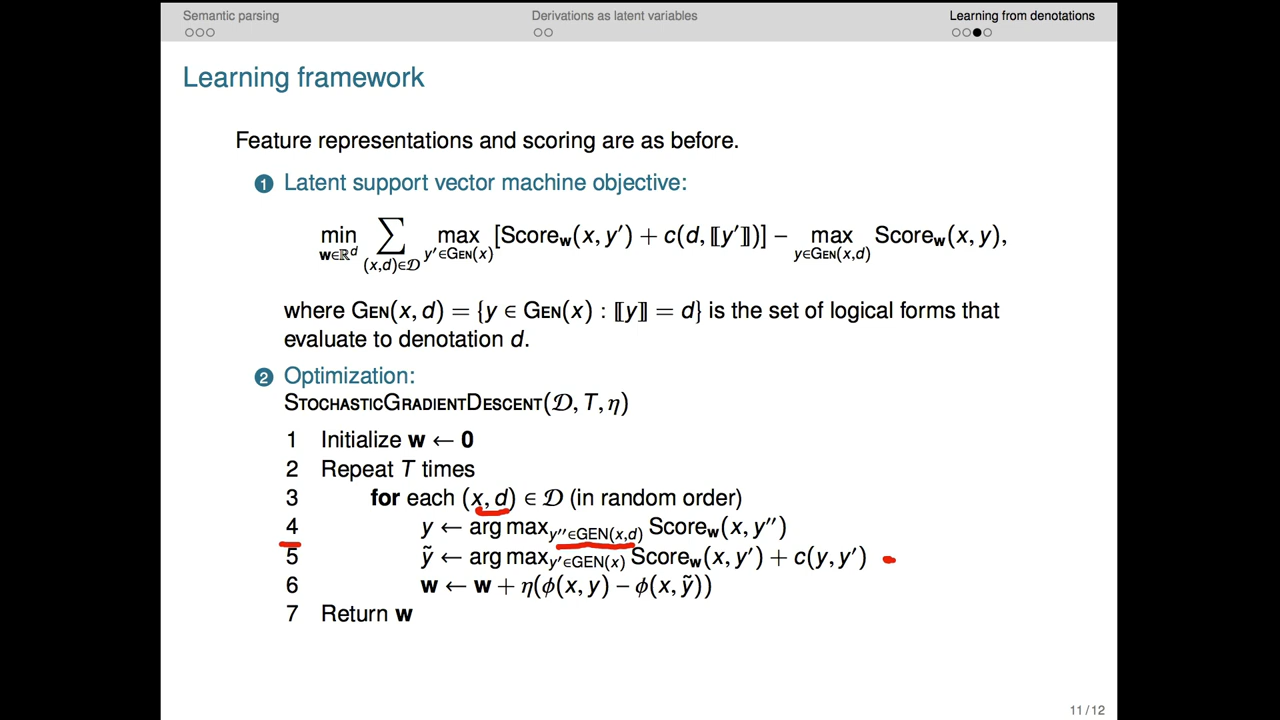 Semantic parsing Derivations as latent variables Learning from denotations
Learning framework
Feature representations and scoring are as before.
1 Latent support vector machine objective:
min_{w∈ℝ^d} ∑_{(x,d)∈𝒟} max_{y′∈GEN(x)} [Score_w(x, y′) + c(d, ⟦y′⟧)] − max_{y∈GEN(x,d)} Score_w(x, y),
where GEN(x, d) = {y ∈ GEN(x) : ⟦y⟧ = d} is the set of logical forms that
evaluate to denotation d.
2 Optimization:
STOCHASTICGRADIENTDESCENT(𝒟, T, η)
1 Initialize w ← 0
2 Repeat T times
3 for each (x, d) ∈ 𝒟 (in random order)
4 y ← arg max_{y″∈GEN(x,d)} Score_w(x, y″)
5 ỹ ← arg max_{y′∈GEN(x)} Score_w(x, y′) + c(y, y′)
6 w ← w + η(ϕ(x, y) − ϕ(x, ỹ))
7 Return w
11 / 12